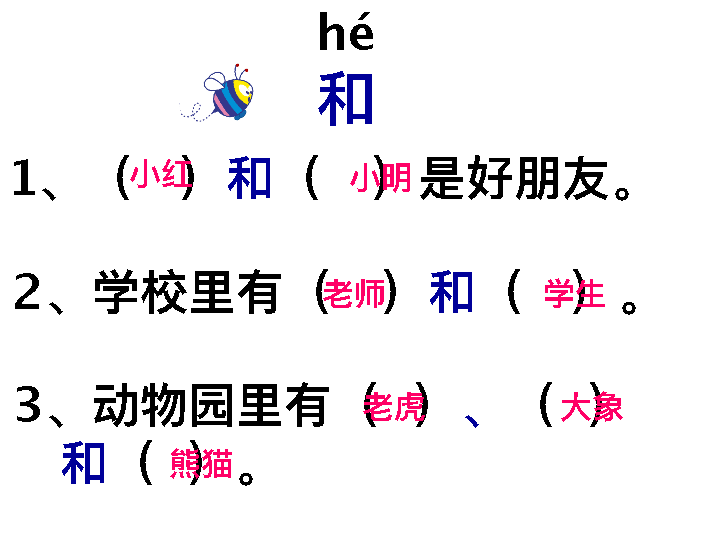 hé
和
1、（小红）和（小明）是好朋友。
2、学校里有（老师）和（学生）。
3、动物园里有（老虎）、（大象）
和（熊猫）。